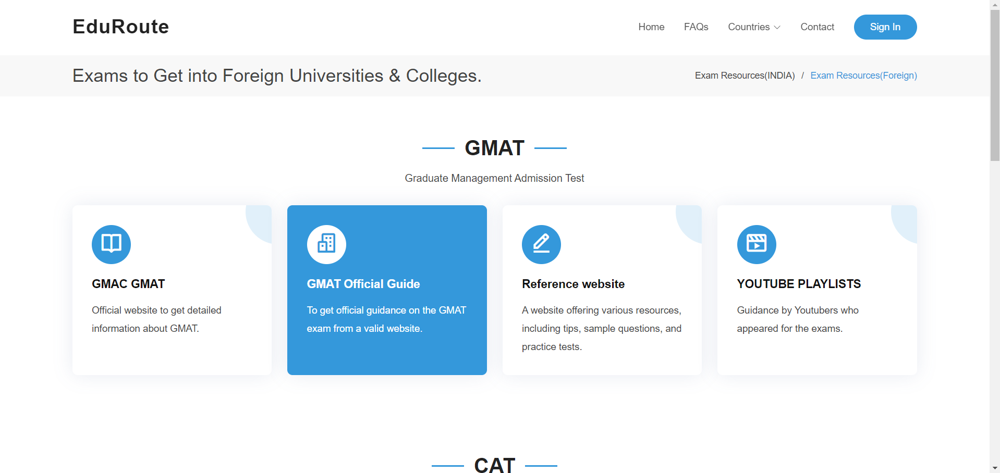 EduRoute
Home
FAQs
Countries
Contact
Sign In
Exams to Get into Foreign Universities & Colleges.
Exam Resources(INDIA) / Exam Resources(Foreign)
GMAT
Graduate Management Admission Test
GMAC GMAT
Official website to get detailed
information about GMAT.
GMAT Official Guide
To get official guidance on the GMAT
exam from a valid website.
Reference website
A website offering various resources,
including tips, sample questions, and
practice tests.
YOUTUBE PLAYLISTS
Guidance by Youtubers who
appeared for the exams.
CAT